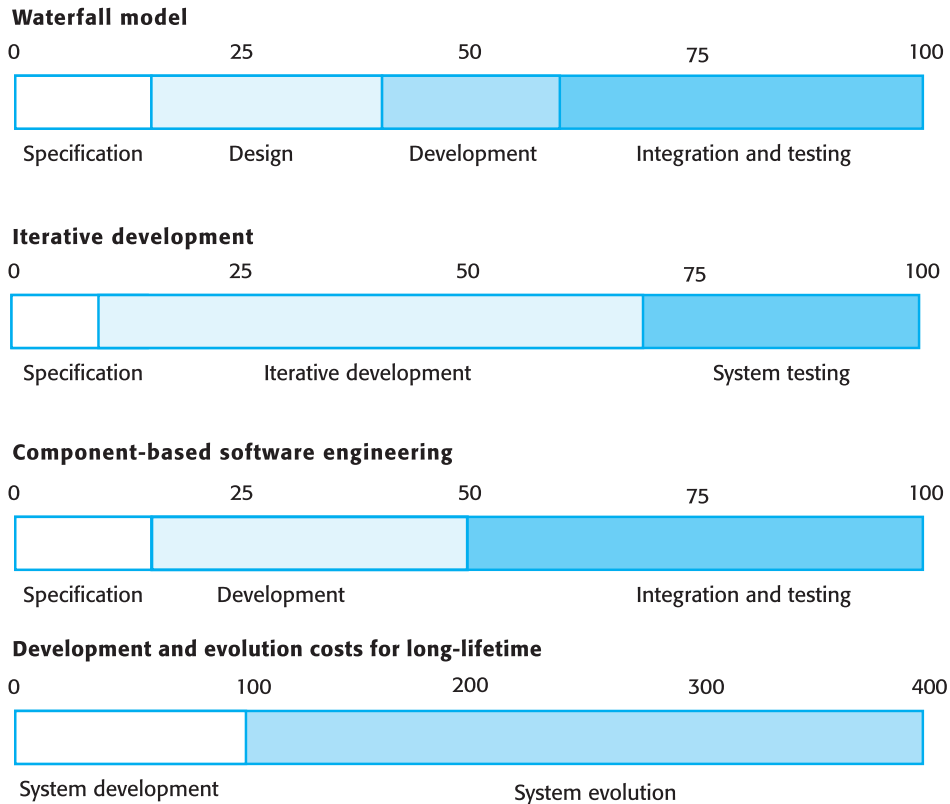 Waterfall model
0 25 50 75 100
Specification Design Development Integration and testing
Iterative development
0 25 50 75 100
Specification Iterative development System testing
Component-based software engineering
0 25 50 75 100
Specification Development Integration and testing
Development and evolution costs for long-lifetime
0 100 200 300 400
System development System evolution